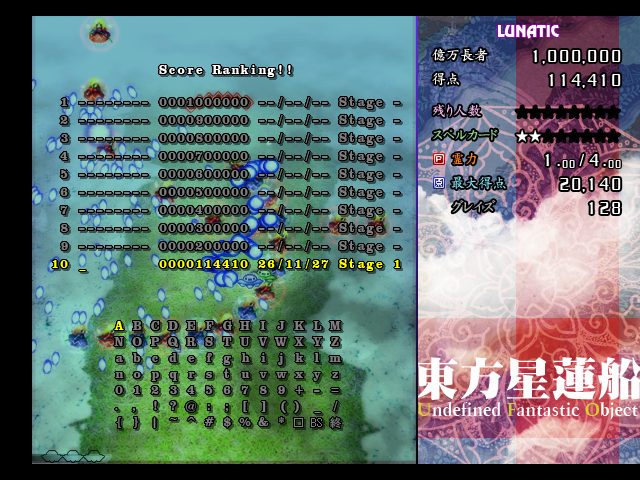 Score Ranking!!
1 -------- 0001000000 --/--/-- Stage -
2 -------- 0000900000 --/--/-- Stage -
3 -------- 0000800000 --/--/-- Stage -
4 -------- 0000700000 --/--/-- Stage -
5 -------- 0000600000 --/--/-- Stage -
6 -------- 0000500000 --/--/-- Stage -
7 -------- 0000400000 --/--/-- Stage -
8 -------- 0000300000 --/--/-- Stage -
9 -------- 0000200000 --/--/-- Stage -
10 _ 0000114410 26/11/27 Stage 1
A B C D E F G H I J K L M
N O P Q R S T U V W X Y Z
a b c d e f g h i j k l m
n o p q r s t u v w x y z
0 1 2 3 4 5 6 7 8 9 + - =
. , ! ? @ : ; [ ] ( ) _ /
{ } | ~ ^ # $ % & * □ BS 終
LUNATIC
億万長者 1,000,000
得点 114,410
残り人数
スペルカード
P 霊力 1.00/4.00
点 最大得点 20,140
グレイズ 128
東方星蓮船
Undefined Fantastic Object